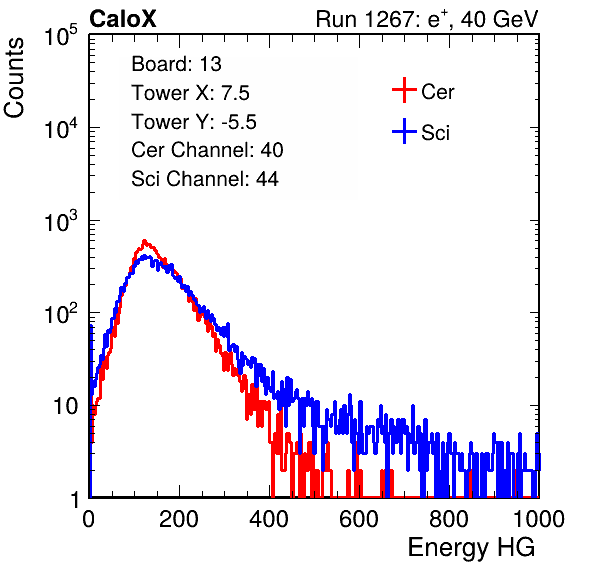 CaloX Run 1267: e⁺, 40 GeV
Counts
Board: 13
Tower X: 7.5
Tower Y: -5.5
Cer Channel: 40
Sci Channel: 44
Cer
Sci
10⁵
10⁴
10³
10²
10
1
0 200 400 600 800 1000
Energy HG